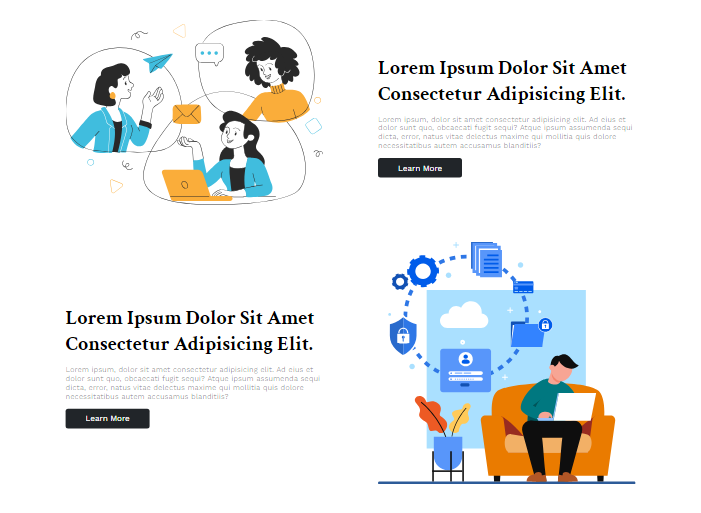 Lorem Ipsum Dolor Sit Amet
Consectetur Adipisicing Elit.
Lorem ipsum, dolor sit amet consectetur adipisicing elit. Ad eius et
dolor sunt quo, obcaecati fugit sequi? Atque ipsum assumenda sequi
dicta, error, natus vitae delectus maxime qui mollitia quis dolore
necessitatibus autem accusamus blanditiis?
Learn More
Lorem Ipsum Dolor Sit Amet
Consectetur Adipisicing Elit.
Lorem ipsum, dolor sit amet consectetur adipisicing elit. Ad eius et
dolor sunt quo, obcaecati fugit sequi? Atque ipsum assumenda sequi
dicta, error, natus vitae delectus maxime qui mollitia quis dolore
necessitatibus autem accusamus blanditiis?
Learn More